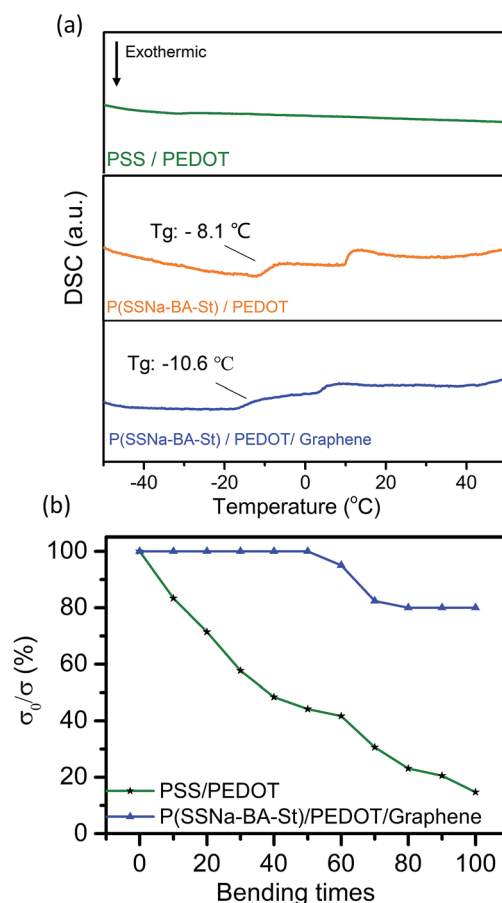 (a)
Exothermic
PSS / PEDOT
Tg: - 8.1 ℃
P(SSNa-BA-St) / PEDOT
Tg: -10.6 ℃
P(SSNa-BA-St) / PEDOT/ Graphene
DSC (a.u.)
-40 -20 0 20 40
Temperature (°C)
(b)
100
80
60
40
20
0
σ₀/σ (%)
PSS/PEDOT
P(SSNa-BA-St)/PEDOT/Graphene
0 20 40 60 80 100
Bending times